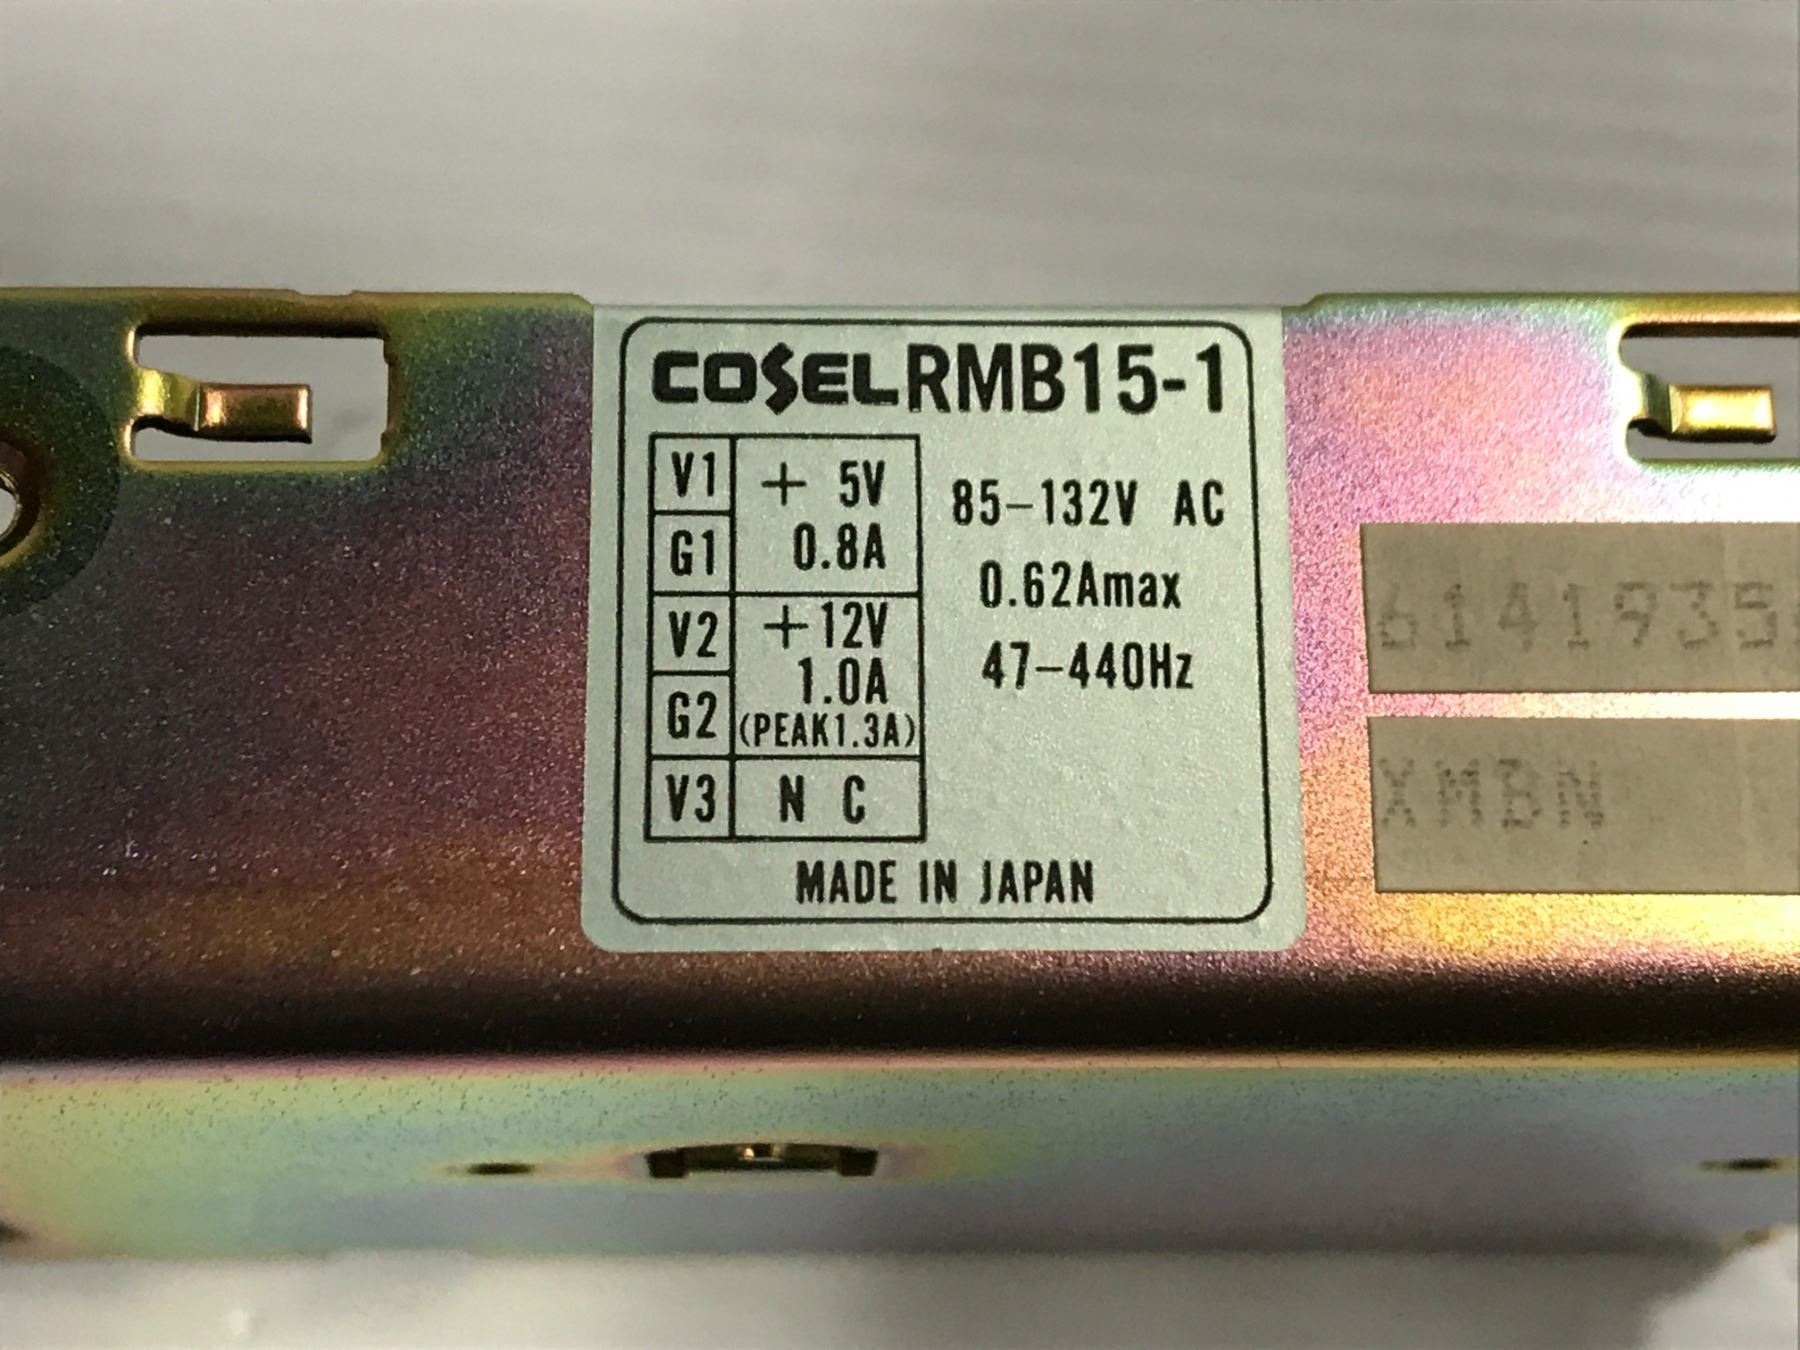 COSEL RMB15-1
V1 + 5V
G1 0.8A
V2 +12V
1.0A
G2 (PEAK1.3A)
V3 N C
85-132V AC
0.62Amax
47-440Hz
MADE IN JAPAN
6141935
XMBN